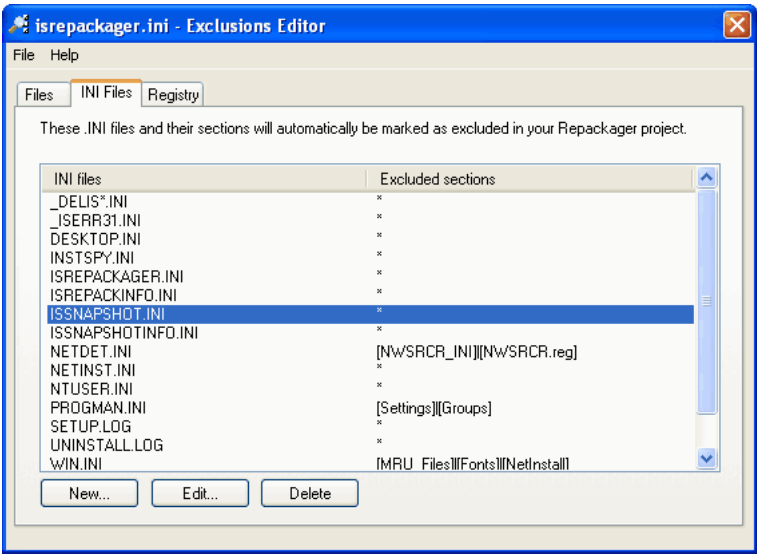 isrepackager.ini - Exclusions Editor
File Help
Files INI Files Registry
These .INI files and their sections will automatically be marked as excluded in your Repackager project.
INI files Excluded sections
_DELIS*.INI *
_ISERR31.INI *
DESKTOP.INI *
INSTSPY.INI *
ISREPACKAGER.INI *
ISREPACKINFO.INI *
ISSNAPSHOT.INI *
ISSNAPSHOTINFO.INI *
NETDET.INI [NWSRCR_INI]|[NWSRCR.reg]
NETINST.INI *
NTUSER.INI *
PROGMAN.INI [Settings]|[Groups]
SETUP.LOG *
UNINSTALL.LOG *
WIN.INI [MRU_Files]|[Fonts]|[NetInstall]
New... Edit... Delete